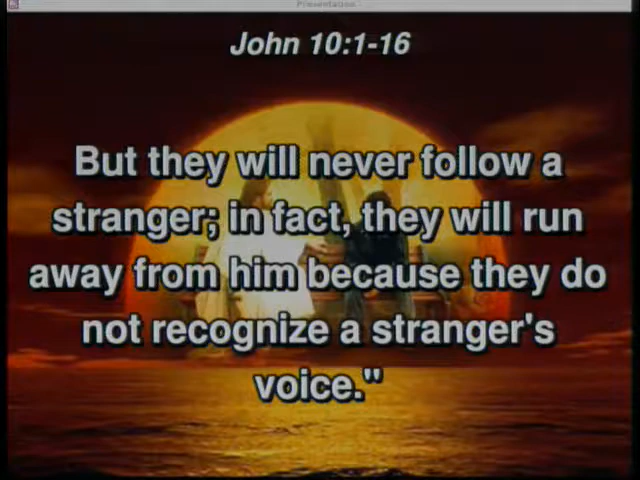 Presentation
John 10:1-16
But they will never follow a
stranger; in fact, they will run
away from him because they do
not recognize a stranger's
voice."